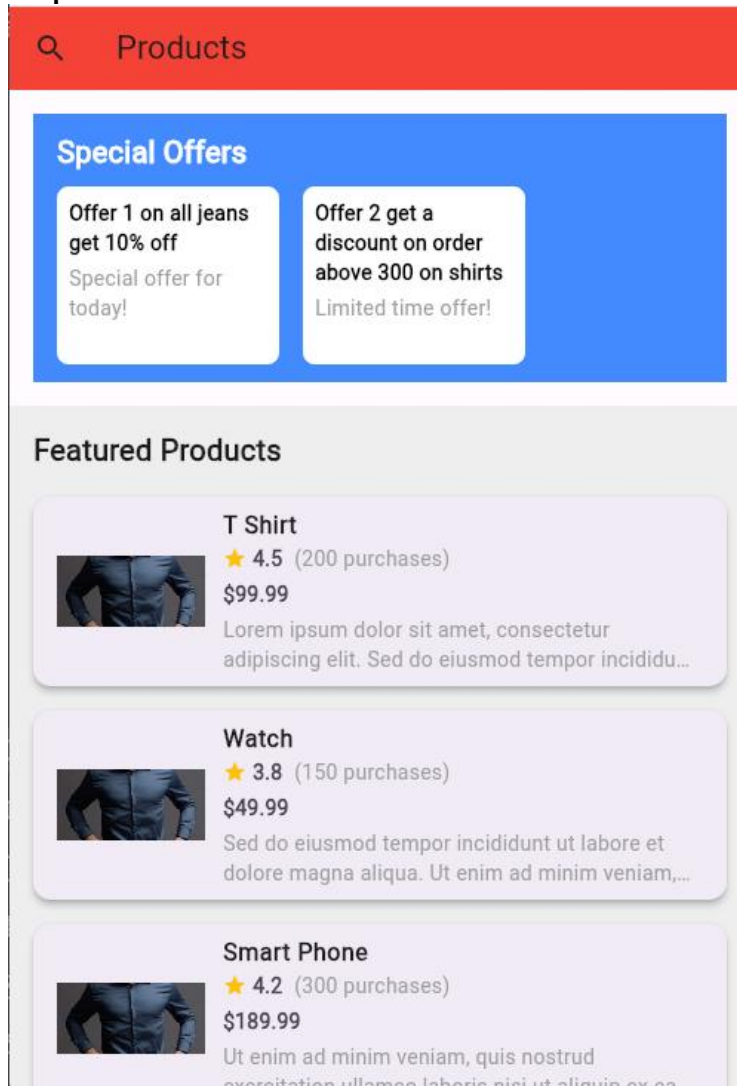 Products
Special Offers
Offer 1 on all jeans
get 10% off
Special offer for
today!
Offer 2 get a
discount on order
above 300 on shirts
Limited time offer!
Featured Products
T Shirt
4.5 (200 purchases)
$99.99
Lorem ipsum dolor sit amet, consectetur
adipiscing elit. Sed do eiusmod tempor incididu…
Watch
3.8 (150 purchases)
$49.99
Sed do eiusmod tempor incididunt ut labore et
dolore magna aliqua. Ut enim ad minim veniam,…
Smart Phone
4.2 (300 purchases)
$189.99
Ut enim ad minim veniam, quis nostrud